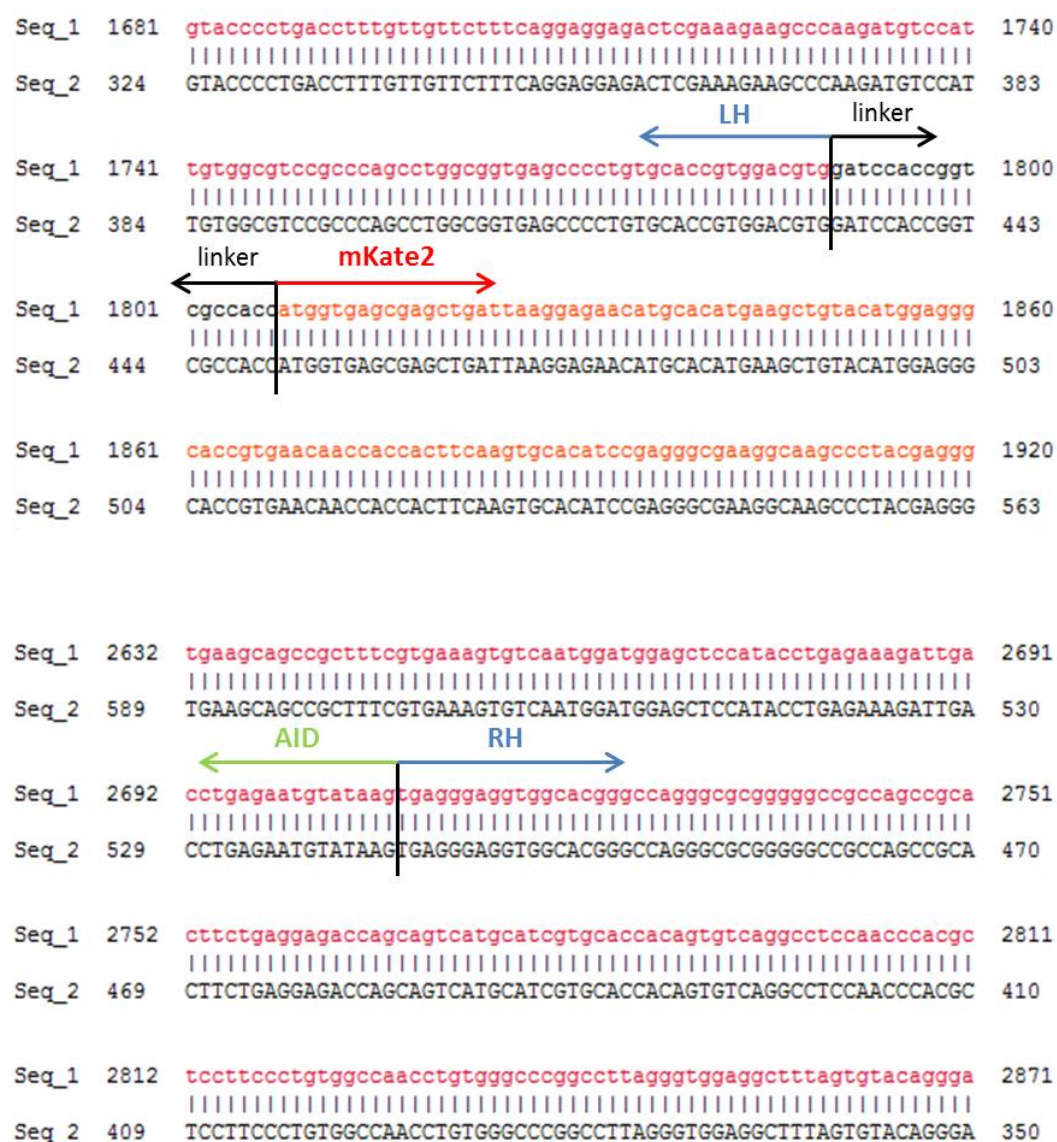 Seq_1 1681 gtacccctgacctttgttgttctttcaggaggagactcgaaagaagcccaagatgtccat 1740
Seq_2 324 GTACCCCTGACCTTTGTTGTTCTTTCAGGAGGAGACTCGAAAGAAGCCCAAGATGTCCAT 383
LH linker
Seq_1 1741 tgtggcgtccgcccagcctggcggtgagcccctgtgcaccgtggacgtggatccaccggt 1800
Seq_2 384 TGTGGCGTCCGCCCAGCCTGGCGGTGAGCCCCTGTGCACCGTGGACGTGGATCCACCGGT 443
linker mKate2
Seq_1 1801 cgccaccatggtgagcgagctgattaaggagaacatgcacatgaagctgtacatggaggg 1860
Seq_2 444 CGCCACCATGGTGAGCGAGCTGATTAAGGAGAACATGCACATGAAGCTGTACATGGAGGG 503
Seq_1 1861 caccgtgaacaaccaccacttcaagtgcacatccgagggcgaaggcaagccctacgaggg 1920
Seq_2 504 CACCGTGAACAACCACCACTTCAAGTGCACATCCGAGGGCGAAGGCAAGCCCTACGAGGG 563
Seq_1 2632 tgaagcagccgctttcgtgaaagtgtcaatggatggagctccatacctgagaaagattga 2691
Seq_2 589 TGAAGCAGCCGCTTTCGTGAAAGTGTCAATGGATGGAGCTCCATACCTGAGAAAGATTGA 530
AID RH
Seq_1 2692 cctgagaatgtataagtgagggaggtggcacgggccagggcgcgggggccgccagccgca 2751
Seq_2 529 CCTGAGAATGTATAAGTGAGGGAGGTGGCACGGGCCAGGGCGCGGGGGCCGCCAGCCGCA 470
Seq_1 2752 cttctgaggagaccagcagtcatgcatcgtgcaccacagtgtcaggcctccaacccacgc 2811
Seq_2 469 CTTCTGAGGAGACCAGCAGTCATGCATCGTGCACCACAGTGTCAGGCCTCCAACCCACGC 410
Seq_1 2812 tccttccctgtggccaacctgtgggcccggccttagggtggaggctttagtgtacaggga 2871
Seq_2 409 TCCTTCCCTGTGGCCAACCTGTGGGCCCGGCCTTAGGGTGGAGGCTTTAGTGTACAGGGA 350